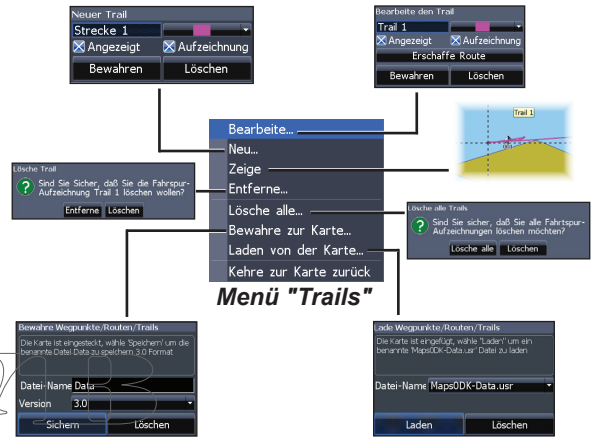 Neuer Trail
Strecke 1
Angezeigt Aufzeichnung
Bewahren Löschen
Bearbeite den Trail
Trail 1
Angezeigt Aufzeichnung
Erschaffe Route
Bewahren Löschen
Trail 1
Bearbeite...
Neu...
Zeige
Entferne...
Lösche alle...
Bewahre zur Karte...
Laden von der Karte...
Kehre zur Karte zurück
Menü "Trails"
Lösche Trail
Sind Sie Sicher, daß Sie die Fahrspur-
Aufzeichnung Trail 1 löschen wollen?
Entferne Löschen
Lösche alle Trails
Sind Sie sicher, daß Sie alle Fahrtspur-
Aufzeichnungen löschen möchten?
Lösche alle Löschen
Bewahre Wegpunkte/Routen/Trails
Die Karte ist eingesteckt, wähle 'Speichern' um die
benannte Datei Data zu speichern 3.0 Format
Datei-Name Data
Version 3.0
Sichern Löschen
Lade Wegpunkte/Routen/Trails
Die Karte ist eingefügt, wähle "Laden" um ein
benannte 'Maps0DK-Data.usr' Datei zu laden
Datei-Name Maps0DK-Data.usr
Laden Löschen